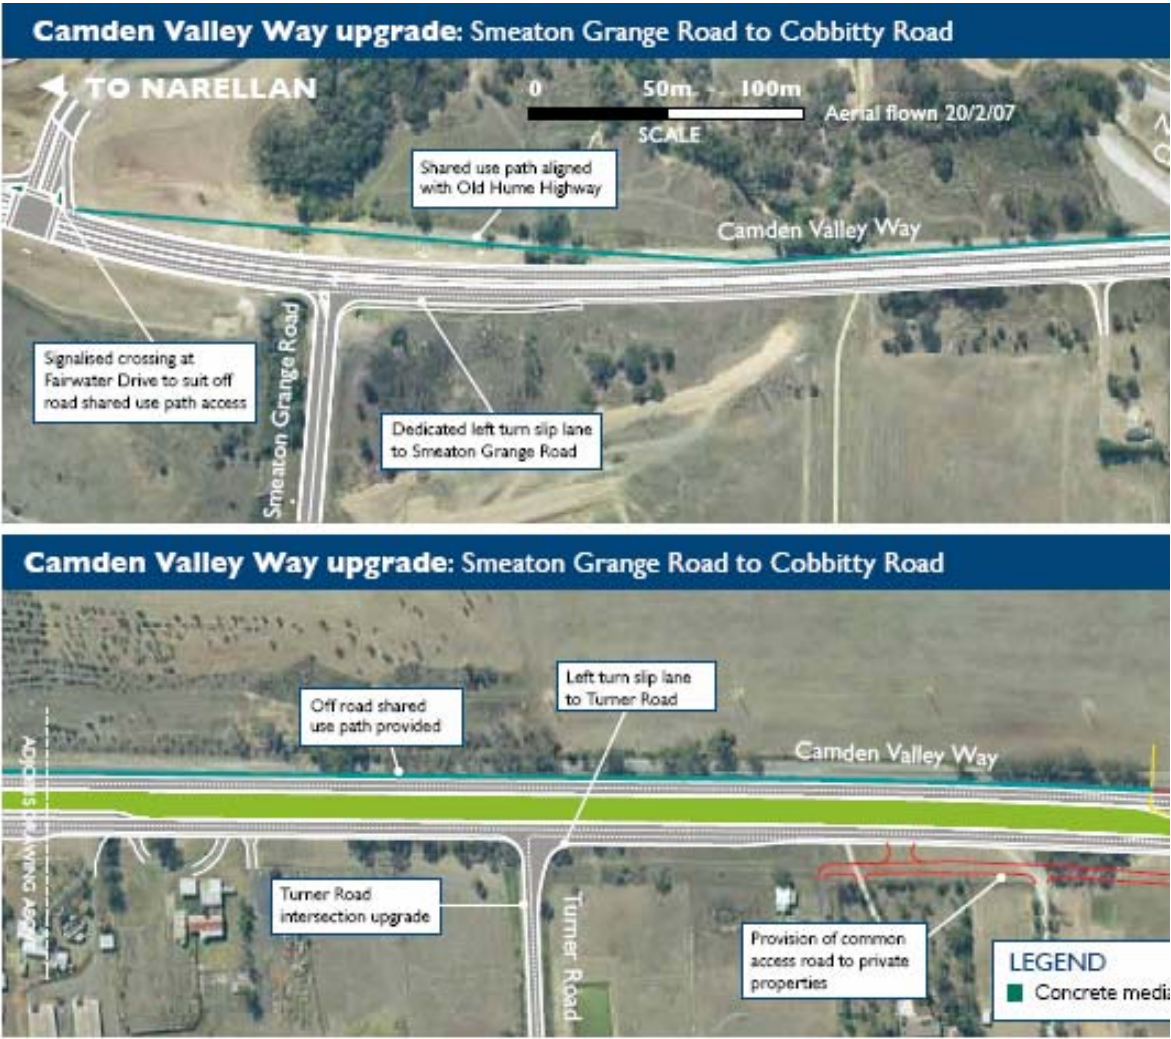 Camden Valley Way upgrade: Smeaton Grange Road to Cobbitty Road
TO NARELLAN
0 50m 100m
Aerial flown 20/2/07
SCALE
Shared use path aligned
with Old Hume Highway
Camden Valley Way
Signalised crossing at
Fairwater Drive to suit off
road shared use path access
Smeaton Grange Road
Dedicated left turn slip lane
to Smeaton Grange Road
Camden Valley Way upgrade: Smeaton Grange Road to Cobbitty Road
Left turn slip lane
to Turner Road
Off road shared
use path provided
Camden Valley Way
ADJOINS DRAWING
Turner Road
intersection upgrade
Turner Road
Provision of common
access road to private
properties
LEGEND
Concrete media